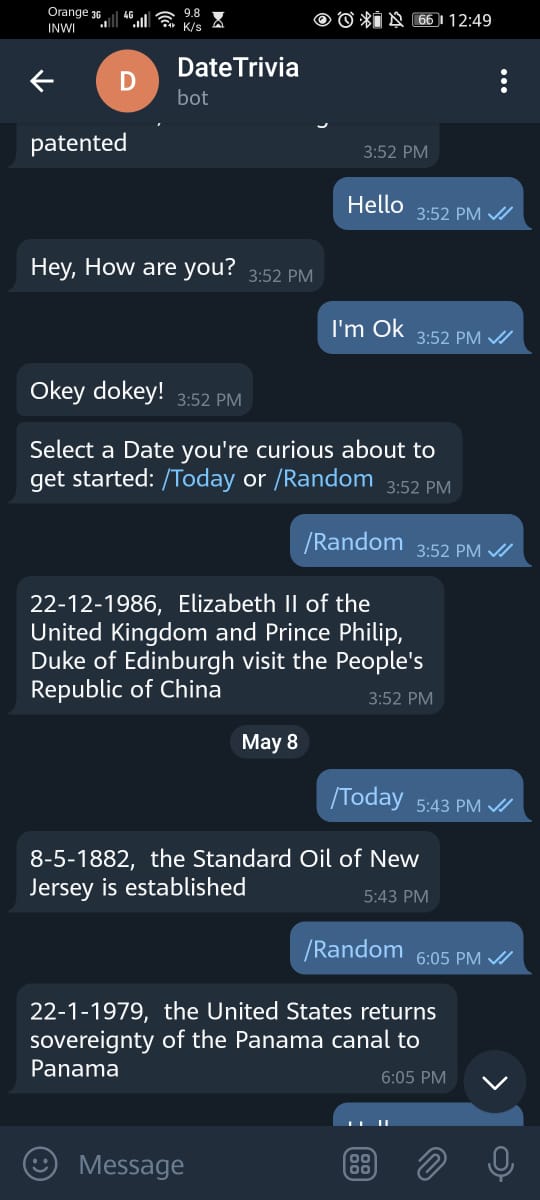 Orange 3G 4G 9.8 K/s 66 12:49
INWI
D
DateTrivia
bot
patented 3:52 PM
Hello 3:52 PM
Hey, How are you? 3:52 PM
I'm Ok 3:52 PM
Okey dokey! 3:52 PM
Select a Date you're curious about to
get started: /Today or /Random 3:52 PM
/Random 3:52 PM
22-12-1986, Elizabeth II of the
United Kingdom and Prince Philip,
Duke of Edinburgh visit the People's
Republic of China 3:52 PM
May 8
/Today 5:43 PM
8-5-1882, the Standard Oil of New
Jersey is established 5:43 PM
/Random 6:05 PM
22-1-1979, the United States returns
sovereignty of the Panama canal to
Panama 6:05 PM
Message